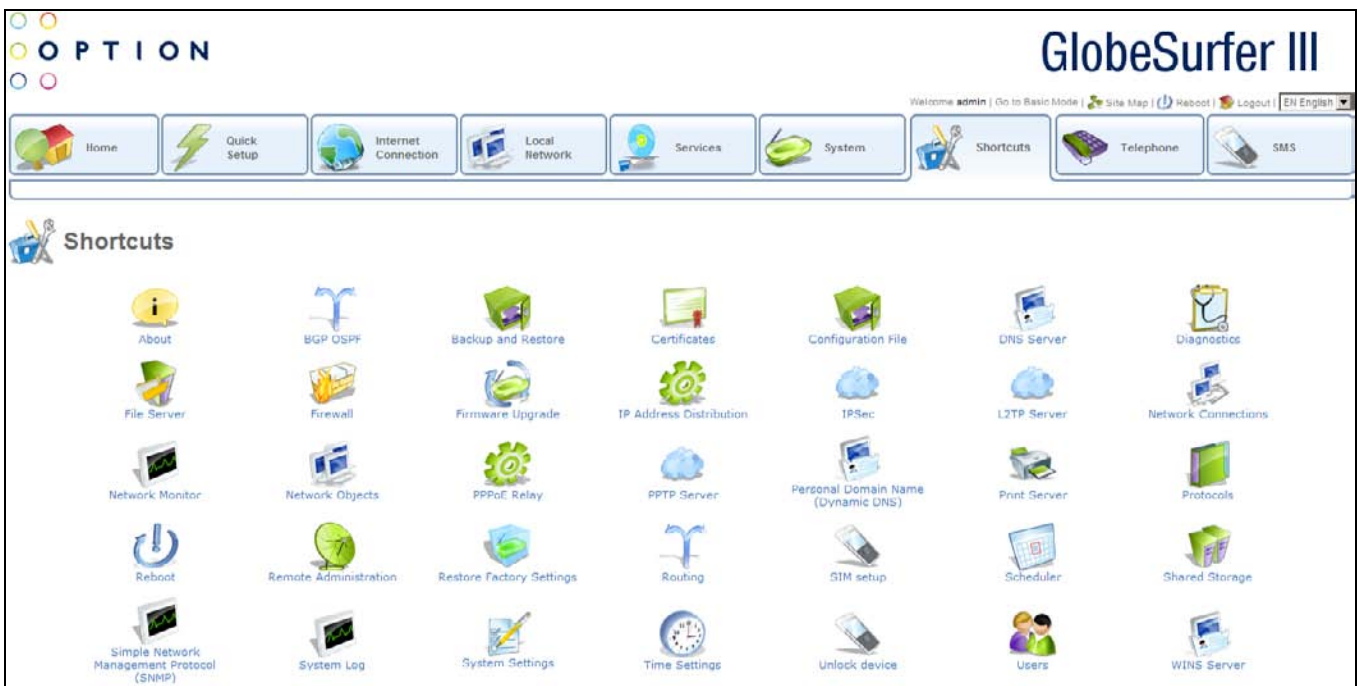 OPTION
GlobeSurfer III
Welcome admin | Go to Basic Mode | Site Map | Reboot | Logout | EN English
Home
Quick
Setup
Internet
Connection
Local
Network
Services
System
Shortcuts
Telephone
SMS
Shortcuts
About
BGP OSPF
Backup and Restore
Certificates
Configuration File
DNS Server
Diagnostics
File Server
Firewall
Firmware Upgrade
IP Address Distribution
IPSec
L2TP Server
Network Connections
Network Monitor
Network Objects
PPPoE Relay
PPTP Server
Personal Domain Name
(Dynamic DNS)
Print Server
Protocols
Reboot
Remote Administration
Restore Factory Settings
Routing
SIM setup
Scheduler
Shared Storage
Simple Network
Management Protocol
(SNMP)
System Log
System Settings
Time Settings
Unlock device
Users
WINS Server